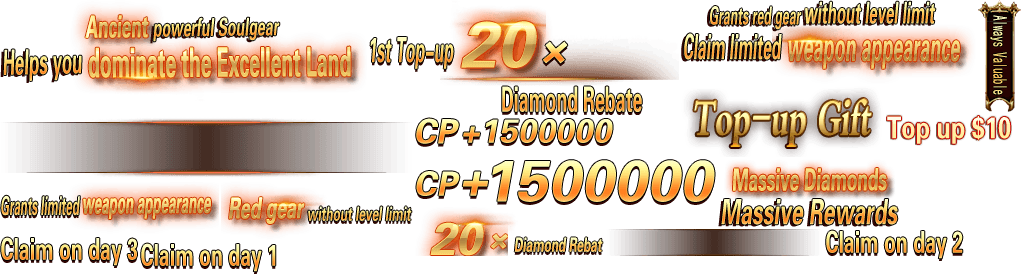 Ancient powerful Soulgear
Helps you dominate the Excellent Land
1st Top-up 20×
Diamond Rebate
Grants red gear without level limit
Claim limited weapon appearance
Always Valuable
CP+1500000
Top-up Gift
Top up $10
CP+1500000
Massive Diamonds
Massive Rewards
Grants limited weapon appearance
Red gear without level limit
20× Diamond Rebat
Claim on day 3
Claim on day 1
Claim on day 2